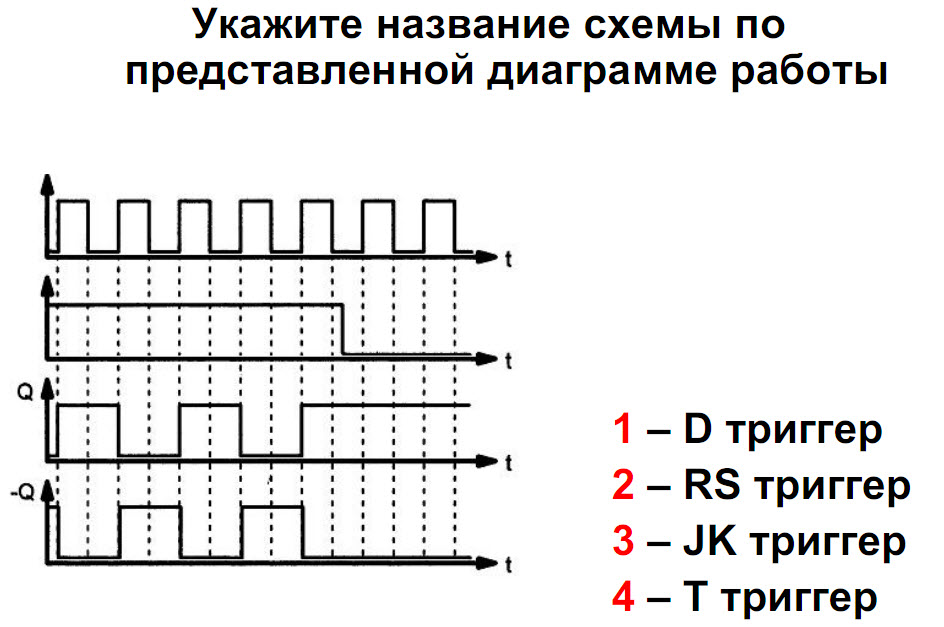 Укажите название схемы по
представленной диаграмме работы
t
t
Q
t
-Q
t
1 – D триггер
2 – RS триггер
3 – JK триггер
4 – T триггер